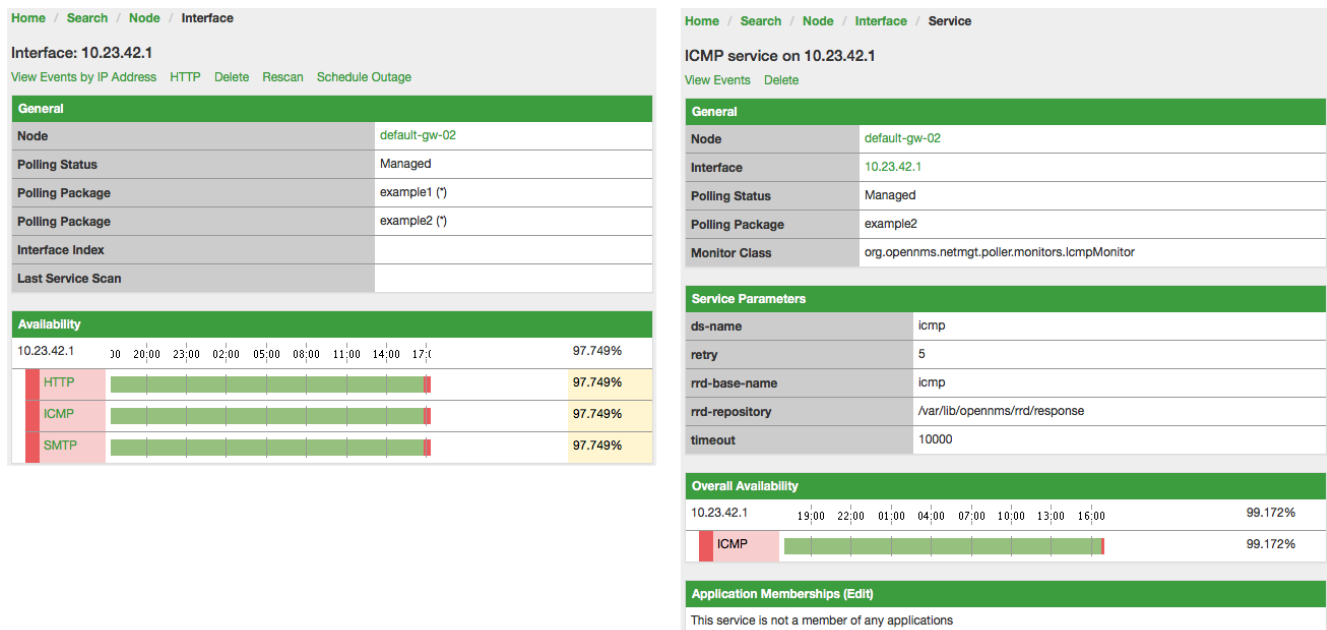 Home / Search / Node / Interface
Interface: 10.23.42.1
View Events by IP Address HTTP Delete Rescan Schedule Outage
General
Node default-gw-02
Polling Status Managed
Polling Package example1 (*)
Polling Package example2 (*)
Interface Index
Last Service Scan
Availability
10.23.42.1 20:00 23:00 02:00 05:00 08:00 11:00 14:00 97.749%
HTTP 97.749%
ICMP 97.749%
SMTP 97.749%
Home / Search / Node / Interface / Service
ICMP service on 10.23.42.1
View Events Delete
General
Node default-gw-02
Interface 10.23.42.1
Polling Status Managed
Polling Package example2
Monitor Class org.opennms.netmgt.poller.monitors.IcmpMonitor
Service Parameters
ds-name icmp
retry 5
rrd-base-name icmp
rrd-repository /var/lib/opennms/rrd/response
timeout 10000
Overall Availability
10.23.42.1 19:00 22:00 01:00 04:00 07:00 10:00 13:00 16:00 99.172%
ICMP 99.172%
Application Memberships (Edit)
This service is not a member of any applications